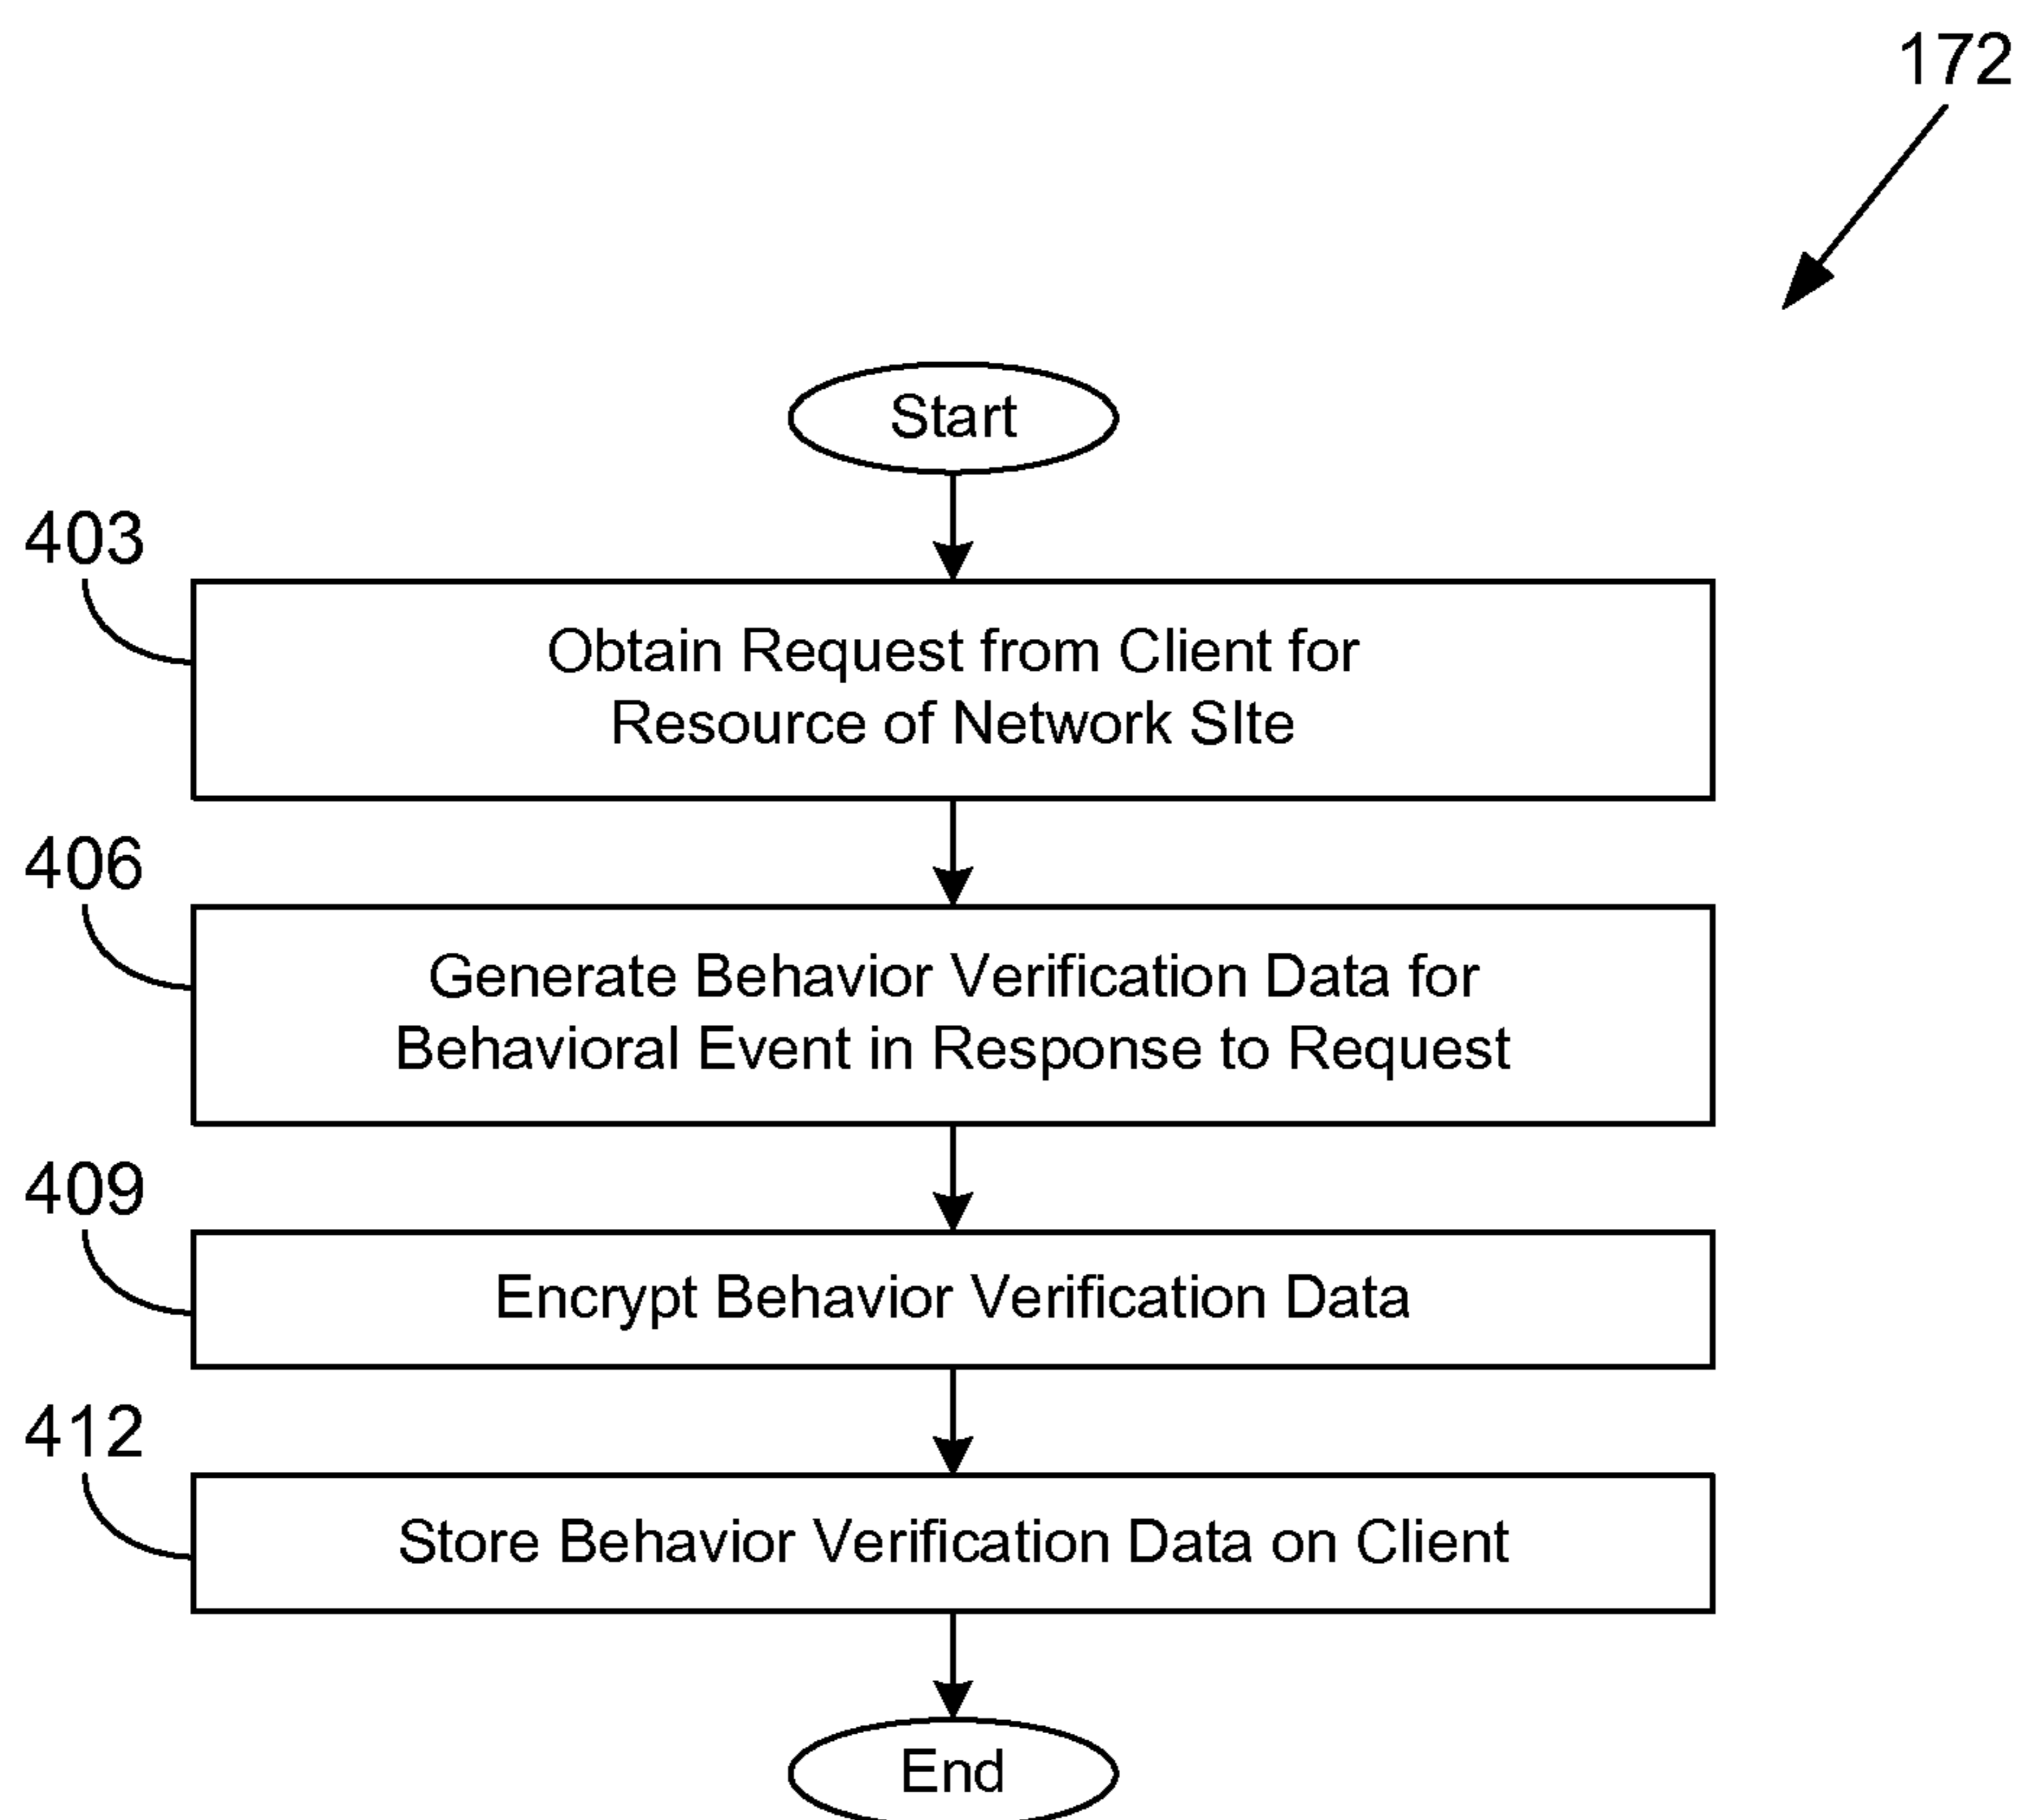 172
Start
403
Obtain Request from Client for
Resource of Network SIte
406
Generate Behavior Verification Data for
Behavioral Event in Response to Request
409
Encrypt Behavior Verification Data
412
Store Behavior Verification Data on Client
End